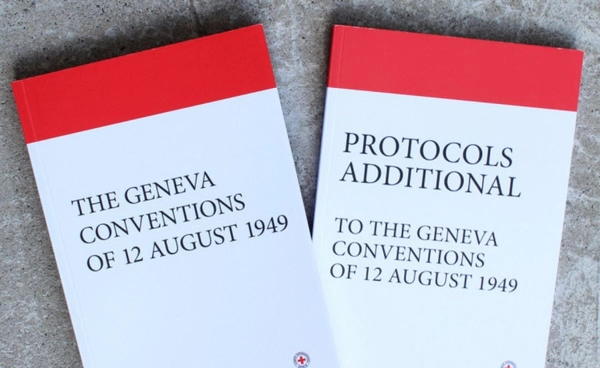 THE GENEVA
CONVENTIONS
OF 12 AUGUST 1949
PROTOCOLS
ADDITIONAL
TO THE GENEVA
CONVENTIONS
OF 12 AUGUST 1949